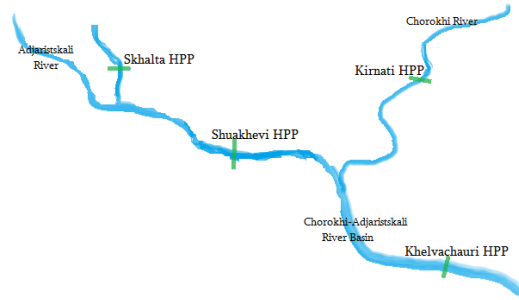 Chorokhi River
Adjaristskali
River
Skhalta HPP
Kirnati HPP
Shuakhevi HPP
Chorokhi-Adjaristskali
River Basin
Khelvachauri HPP